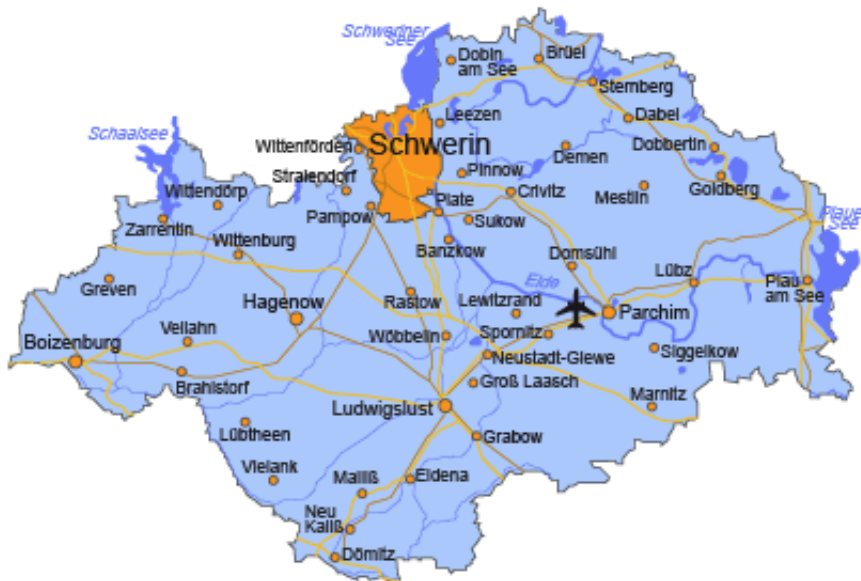 Schweriner
See
Dobin
am See
Brüel
Sternberg
Leezen
Dabel
Schaalsee
Wittenförden
Schwerin
Demen
Dobbertin
Stralendorf
Pinnow
Crivitz
Mestlin
Goldberg
Wittendörp
Pampow
Plate
Sukow
Plauer
See
Zarrentin
Wittenburg
Banzkow
Domsühl
Lübz
Greven
Elde
Plau
am See
Hagenow
Rastow
Lewitzrand
Parchim
Boizenburg
Vellahn
Wöbbelin
Spornitz
Siggelkow
Neustadt-Glewe
Brahlstorf
Groß Laasch
Marnitz
Ludwigslust
Lübtheen
Grabow
Vielank
Malliß
Eldena
Neu
Kaliß
Dömitz